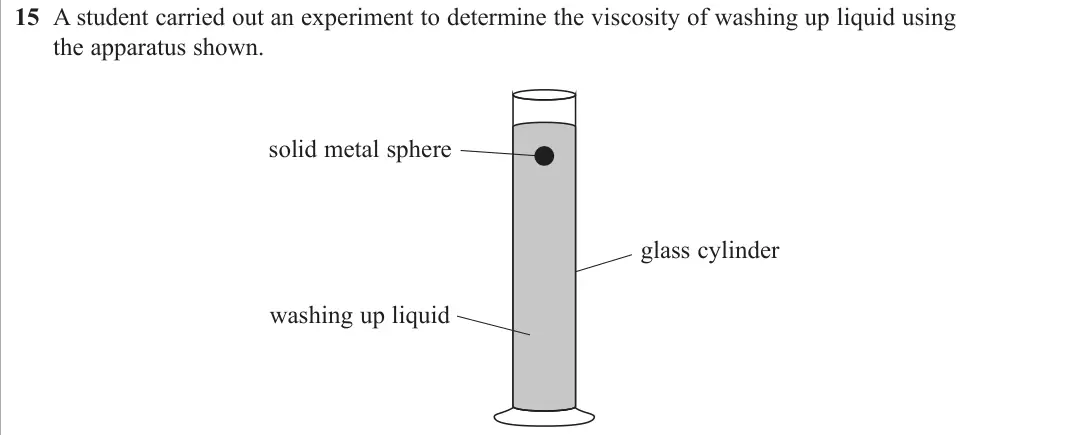 15 A student carried out an experiment to determine the viscosity of washing up liquid using
the apparatus shown.
solid metal sphere
glass cylinder
washing up liquid